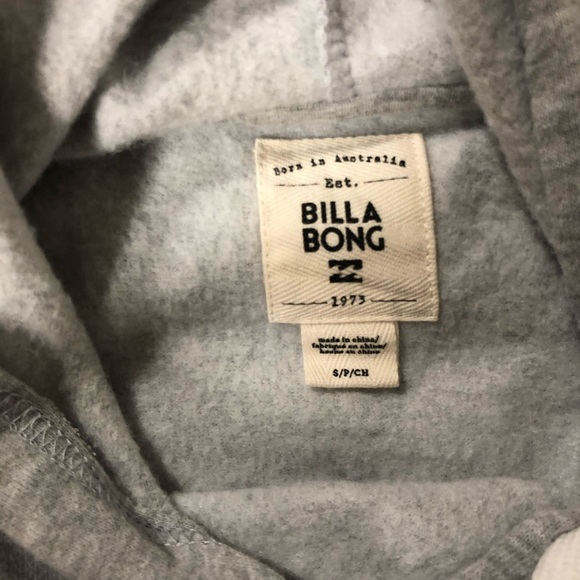 Born in Australia
Est.
BILLA
BONG
1973
made in china/
fabriqué en chine/
hecho en china
S/P/CH